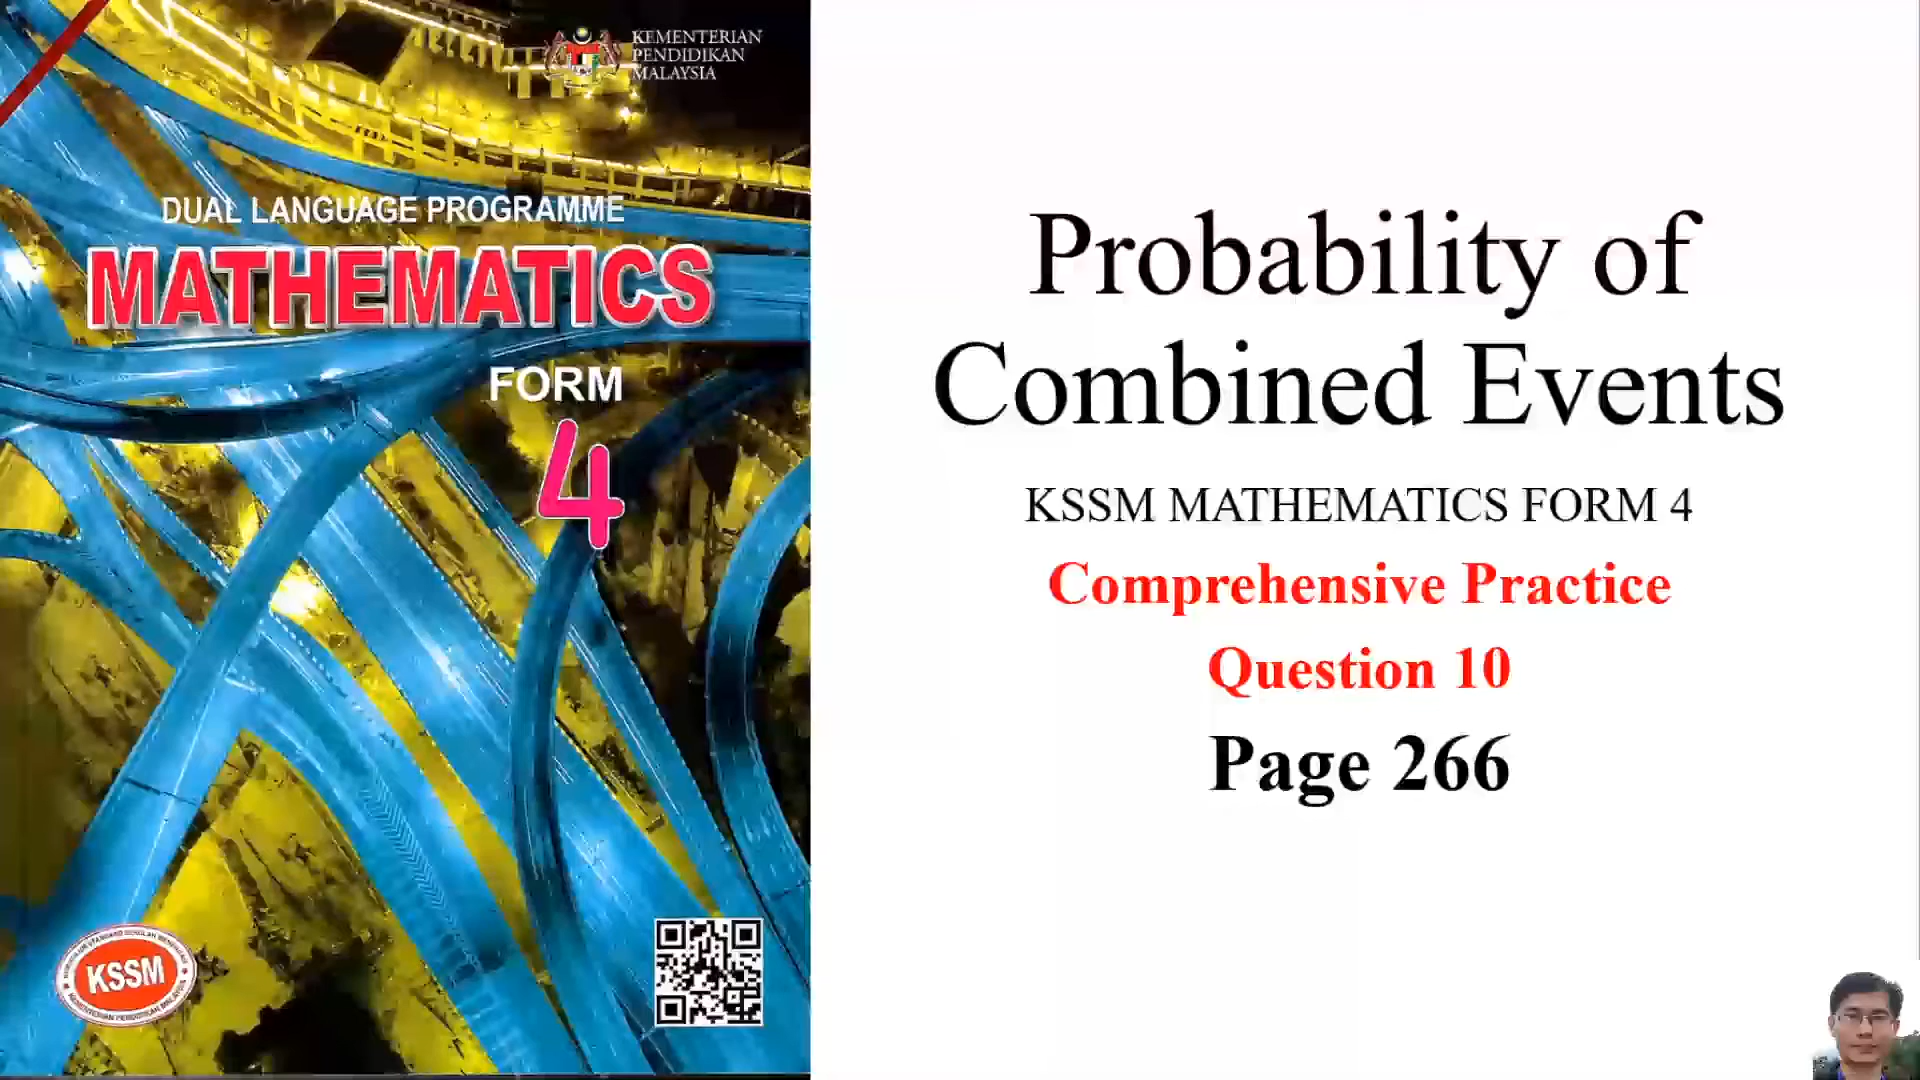 KEMENTERIAN
PENDIDIKAN
MALAYSIA
DUAL LANGUAGE PROGRAMME
MATHEMATICS
FORM
4
KSSM
Probability of
Combined Events
KSSM MATHEMATICS FORM 4
Comprehensive Practice
Question 10
Page 266